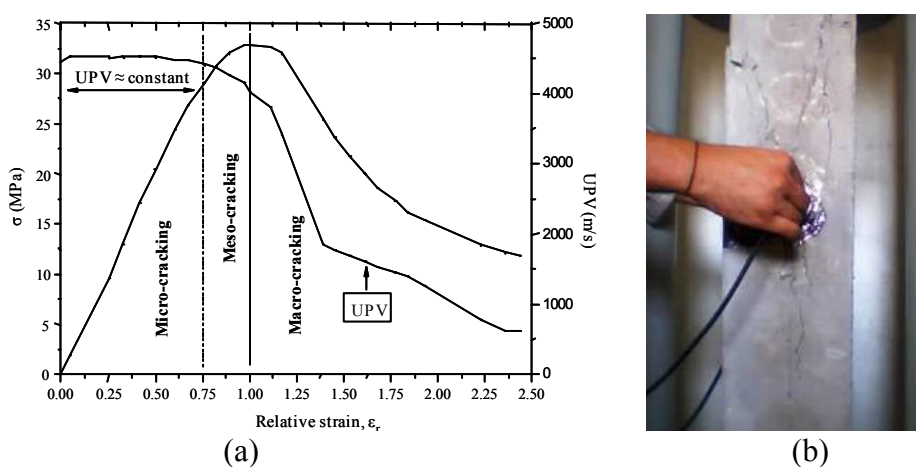 35
30
25
20
15
10
5
0
σ (MPa)
5000
4000
3000
2000
1000
0
UPV (m/s)
UPV ≈ constant
Micro-cracking
Meso-cracking
Macro-cracking
UPV
0.00 0.25 0.50 0.75 1.00 1.25 1.50 1.75 2.00 2.25 2.50
Relative strain, εr
(a)
(b)